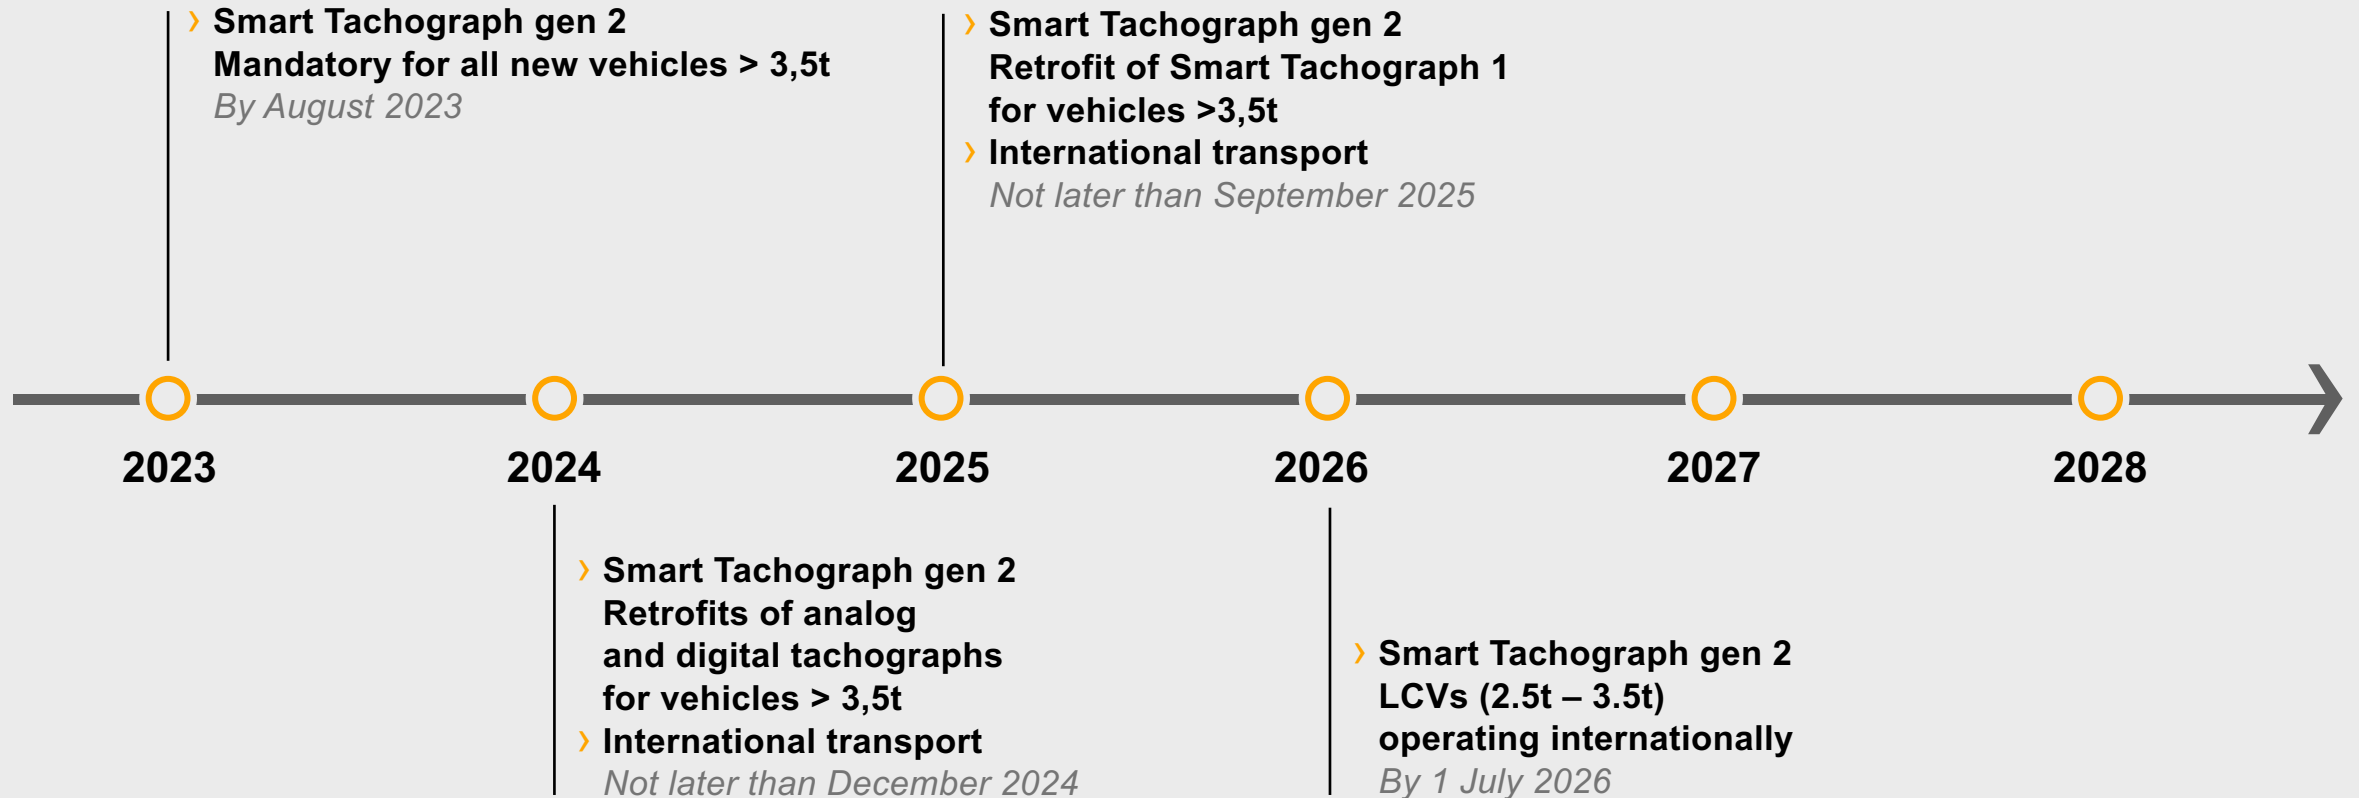 › Smart Tachograph gen 2
Mandatory for all new vehicles > 3,5t
By August 2023
› Smart Tachograph gen 2
Retrofit of Smart Tachograph 1
for vehicles >3,5t
› International transport
Not later than September 2025
2023
2024
2025
2026
2027
2028
› Smart Tachograph gen 2
Retrofits of analog
and digital tachographs
for vehicles > 3,5t
› International transport
Not later than December 2024
› Smart Tachograph gen 2
LCVs (2.5t – 3.5t)
operating internationally
By 1 July 2026